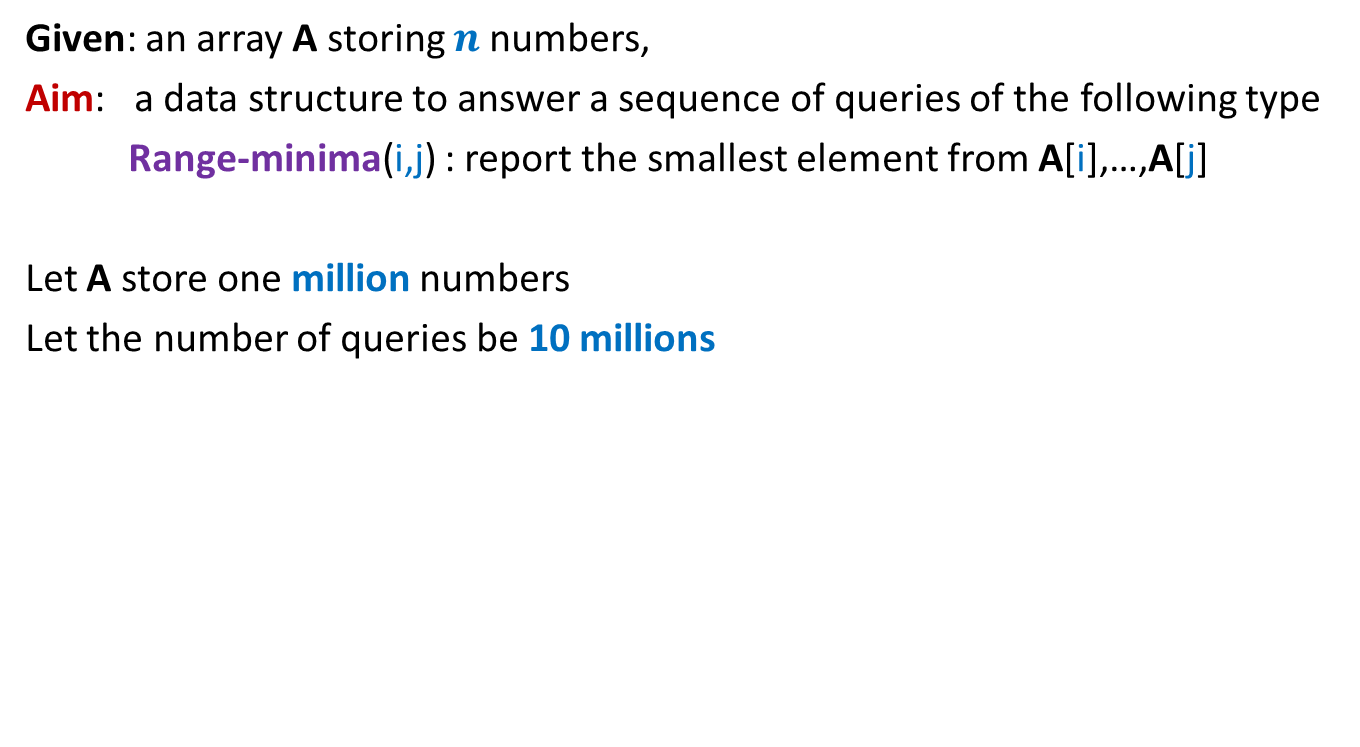 Given: an array A storing n numbers,
Aim: a data structure to answer a sequence of queries of the following type
Range-minima(i,j) : report the smallest element from A[i],…,A[j]
Let A store one million numbers
Let the number of queries be 10 millions